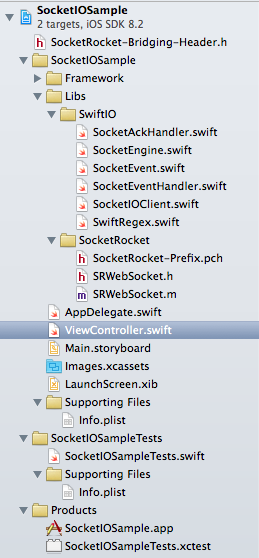 SocketIOSample
2 targets, iOS SDK 8.2
SocketRocket-Bridging-Header.h
SocketIOSample
Framework
Libs
SwiftIO
SocketAckHandler.swift
SocketEngine.swift
SocketEvent.swift
SocketEventHandler.swift
SocketIOClient.swift
SwiftRegex.swift
SocketRocket
SocketRocket-Prefix.pch
SRWebSocket.h
SRWebSocket.m
AppDelegate.swift
ViewController.swift
Main.storyboard
Images.xcassets
LaunchScreen.xib
Supporting Files
Info.plist
SocketIOSampleTests
SocketIOSampleTests.swift
Supporting Files
Info.plist
Products
SocketIOSample.app
SocketIOSampleTests.xctest